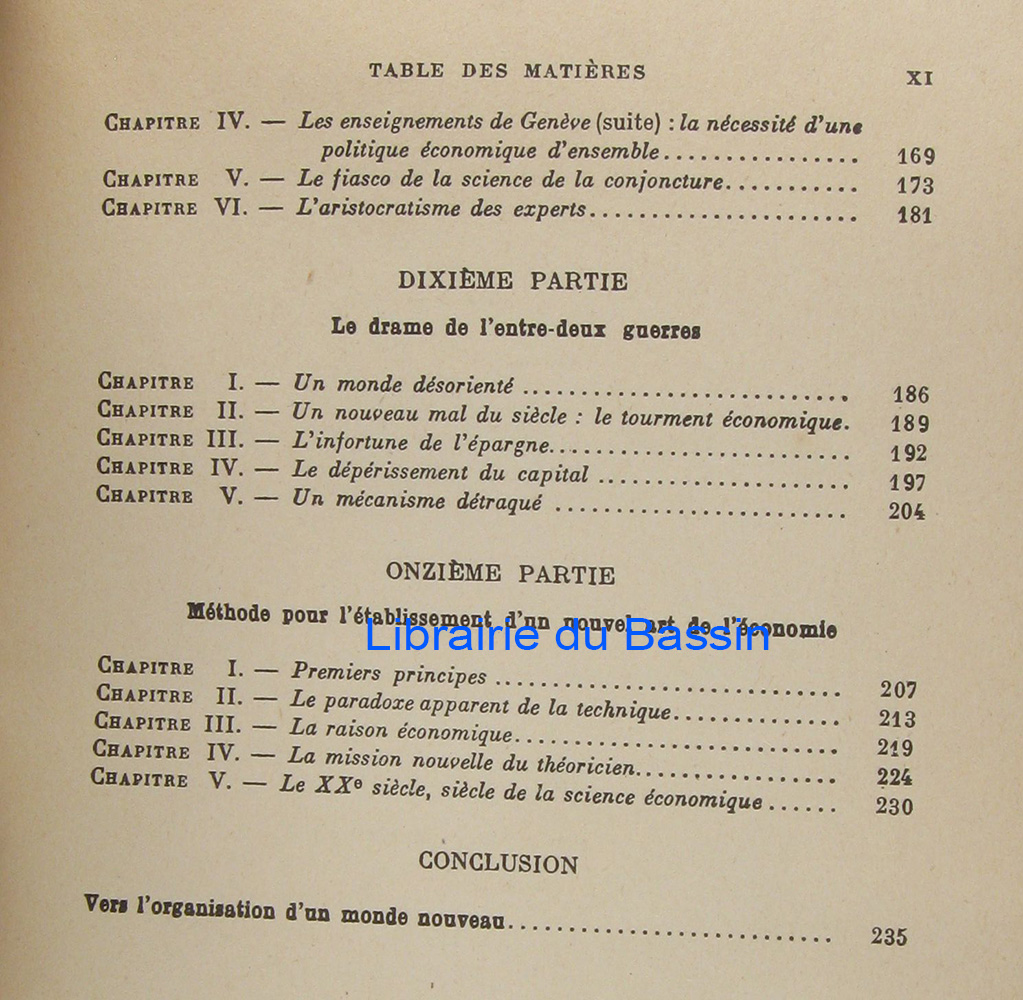 TABLE DES MATIÈRES XI
CHAPITRE IV. — Les enseignements de Genève (suite) : la nécessité d'une
politique économique d'ensemble................ 169
CHAPITRE V. — Le fiasco de la science de la conjoncture........... 173
CHAPITRE VI. — L'aristocratisme des experts...................... 181
DIXIÈME PARTIE
Le drame de l'entre-deux guerres
CHAPITRE I. — Un monde désorienté ........................... 186
CHAPITRE II. — Un nouveau mal du siècle : le tourment économique. 189
CHAPITRE III. — L'infortune de l'épargne......................... 192
CHAPITRE IV. — Le dépérissement du capital ..................... 197
CHAPITRE V. — Un mécanisme détraqué ........................ 204
ONZIÈME PARTIE
Méthode pour l'établissement d'un nouvel art de l'économie
Librairie du Bassin
CHAPITRE I. — Premiers principes ............................ 207
CHAPITRE II. — Le paradoxe apparent de la technique.............. 213
CHAPITRE III. — La raison économique.......................... 219
CHAPITRE IV. — La mission nouvelle du théoricien................. 224
CHAPITRE V. — Le XXe siècle, siècle de la science économique ...... 230
CONCLUSION
Vers l'organisation d'un monde nouveau........................... 235